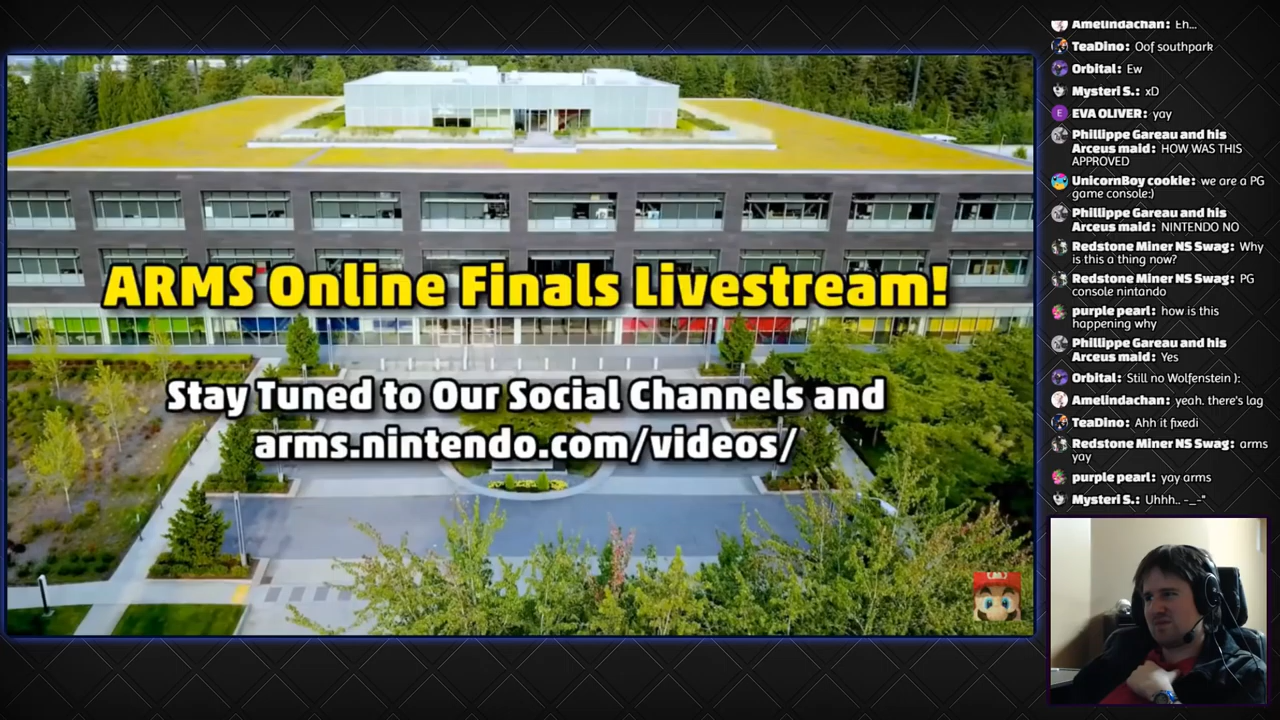 ARMS Online Finals Livestream!
Stay Tuned to Our Social Channels and
arms.nintendo.com/videos/
Amelindachan: Eh...
TeaDino: Oof southpark
Orbital: Ew
Mysteri S.: xD
E EVA OLIVER: yay
Phillippe Gareau and his
Arceus maid: HOW WAS THIS
APPROVED
UnicornBoy cookie: we are a PG
game console:)
Phillippe Gareau and his
Arceus maid: NINTENDO NO
Redstone Miner NS Swag: Why
is this a thing now?
Redstone Miner NS Swag: PG
console nintendo
purple pearl: how is this
happening why
Phillippe Gareau and his
Arceus maid: Yes
Orbital: Still no Wolfenstein ):
Amelindachan: yeah. there's lag
TeaDino: Ahh it fixedi
Redstone Miner NS Swag: arms
yay
purple pearl: yay arms
Mysteri S.: Uhhh.. -_-"